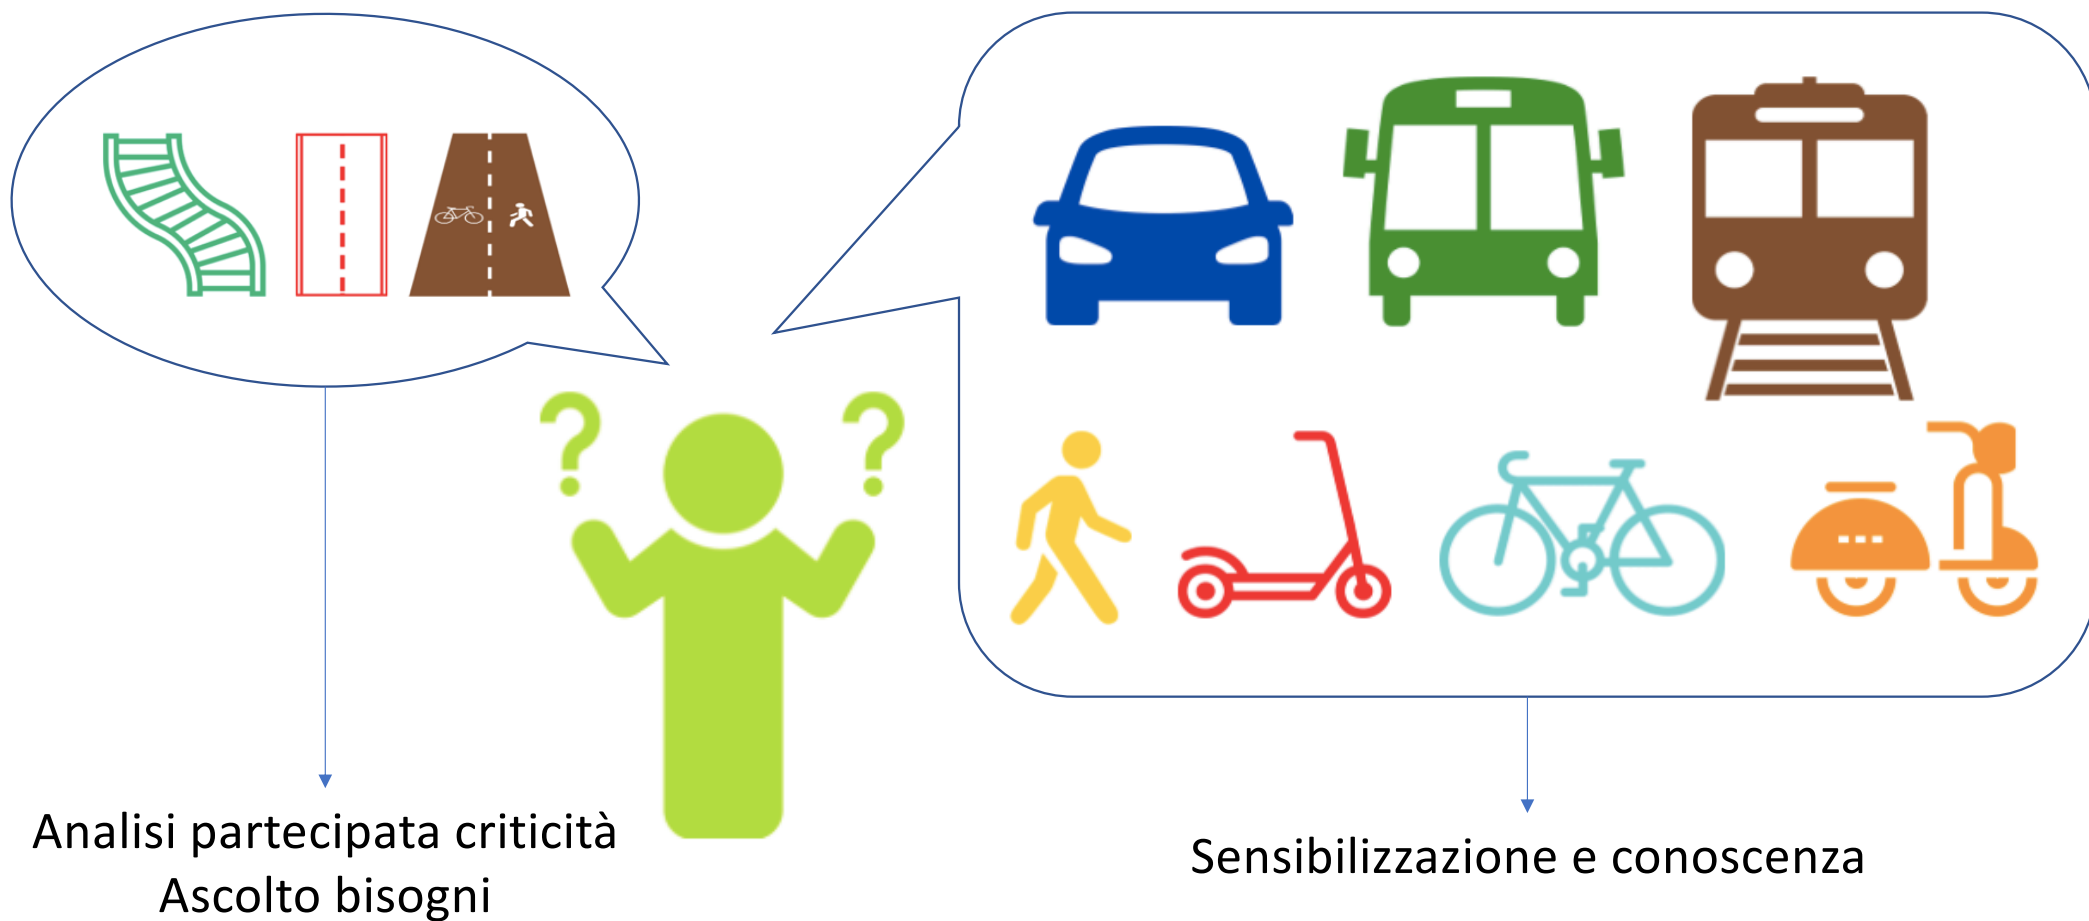 Analisi partecipata criticità
Ascolto bisogni
Sensibilizzazione e conoscenza